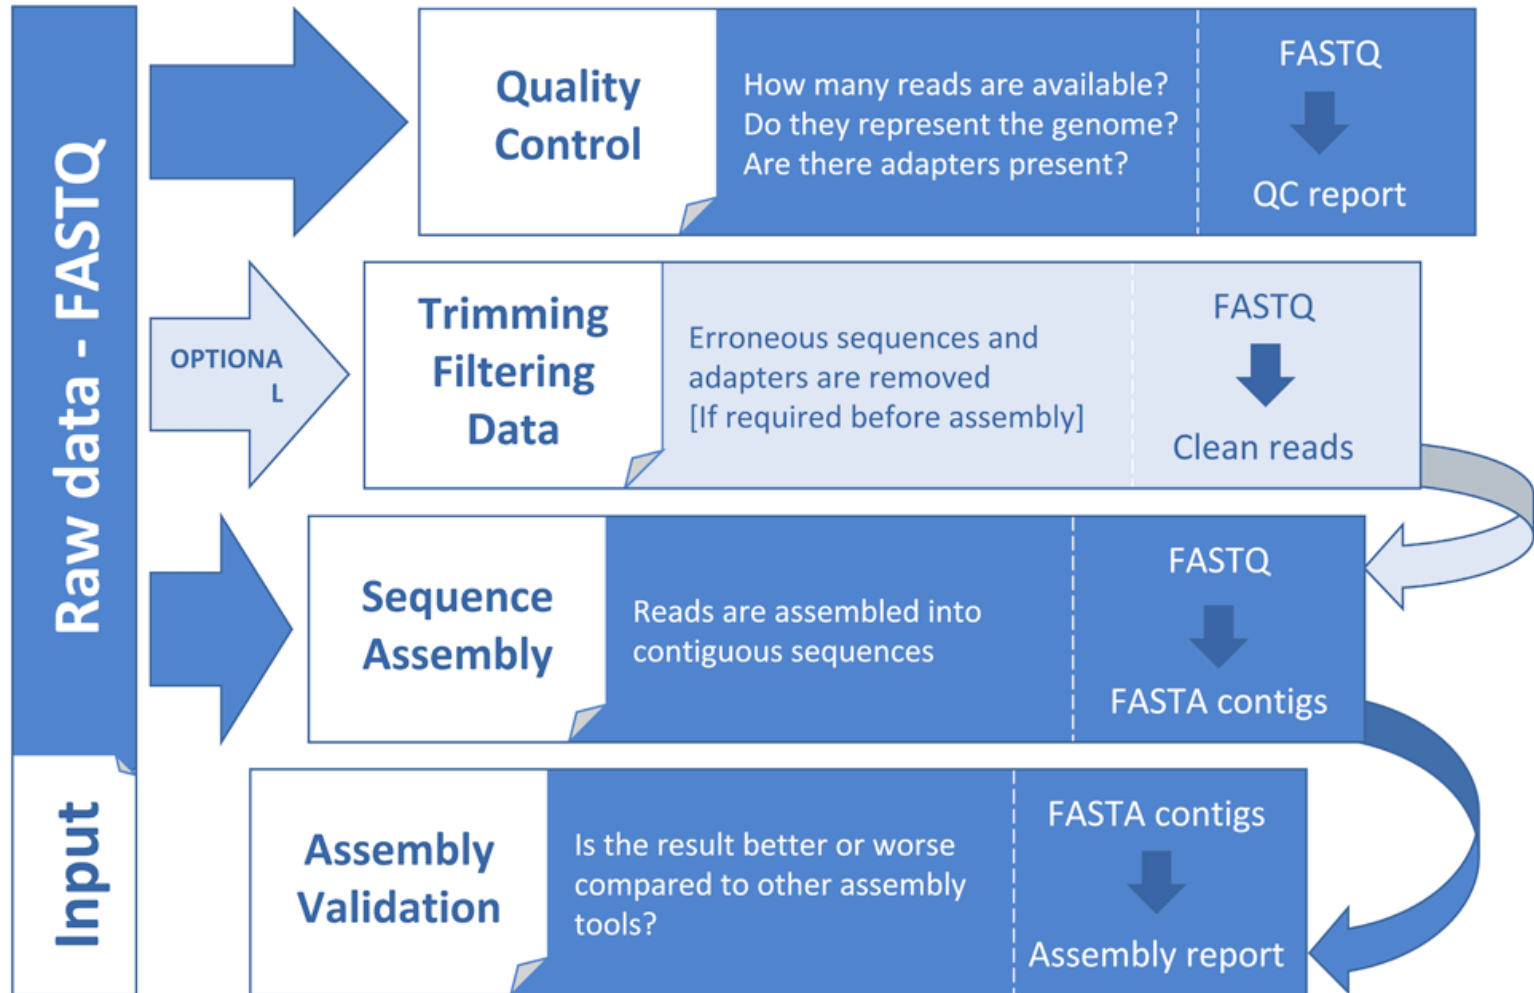 Raw data - FASTQ
Input
Quality
Control
How many reads are available?
Do they represent the genome?
Are there adapters present?
FASTQ
QC report
OPTIONA
L
Trimming
Filtering
Data
Erroneous sequences and
adapters are removed
[If required before assembly]
FASTQ
Clean reads
Sequence
Assembly
Reads are assembled into
contiguous sequences
FASTQ
FASTA contigs
Assembly
Validation
Is the result better or worse
compared to other assembly
tools?
FASTA contigs
Assembly report